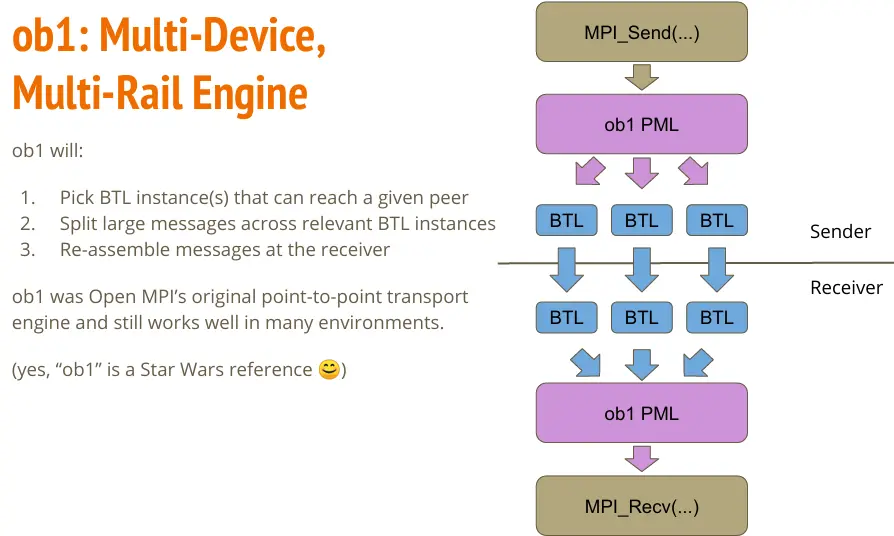 ob1: Multi-Device,
Multi-Rail Engine
ob1 will:
1. Pick BTL instance(s) that can reach a given peer
2. Split large messages across relevant BTL instances
3. Re-assemble messages at the receiver
ob1 was Open MPI’s original point-to-point transport
engine and still works well in many environments.
(yes, “ob1” is a Star Wars reference 😊)
MPI_Send(...)
ob1 PML
BTL BTL BTL
Sender
Receiver
BTL BTL BTL
ob1 PML
MPI_Recv(...)